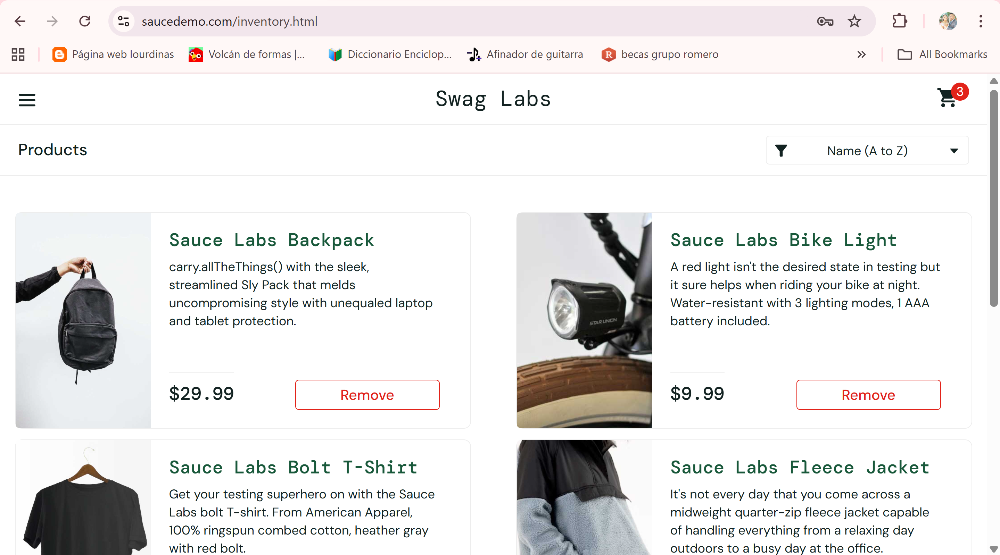 saucedemo.com/inventory.html
Página web lourdinas
Volcán de formas |...
Diccionario Enciclop...
Afinador de guitarra
becas grupo romero
All Bookmarks
Swag Labs
3
Products
Name (A to Z)
Sauce Labs Backpack
carry.allTheThings() with the sleek,
streamlined Sly Pack that melds
uncompromising style with unequaled laptop
and tablet protection.
$29.99
Remove
STAR UNION
Sauce Labs Bike Light
A red light isn't the desired state in testing but
it sure helps when riding your bike at night.
Water-resistant with 3 lighting modes, 1 AAA
battery included.
$9.99
Remove
Sauce Labs Bolt T-Shirt
Get your testing superhero on with the Sauce
Labs bolt T-shirt. From American Apparel,
100% ringspun combed cotton, heather gray
with red bolt.
Sauce Labs Fleece Jacket
It's not every day that you come across a
midweight quarter-zip fleece jacket capable
of handling everything from a relaxing day
outdoors to a busy day at the office.